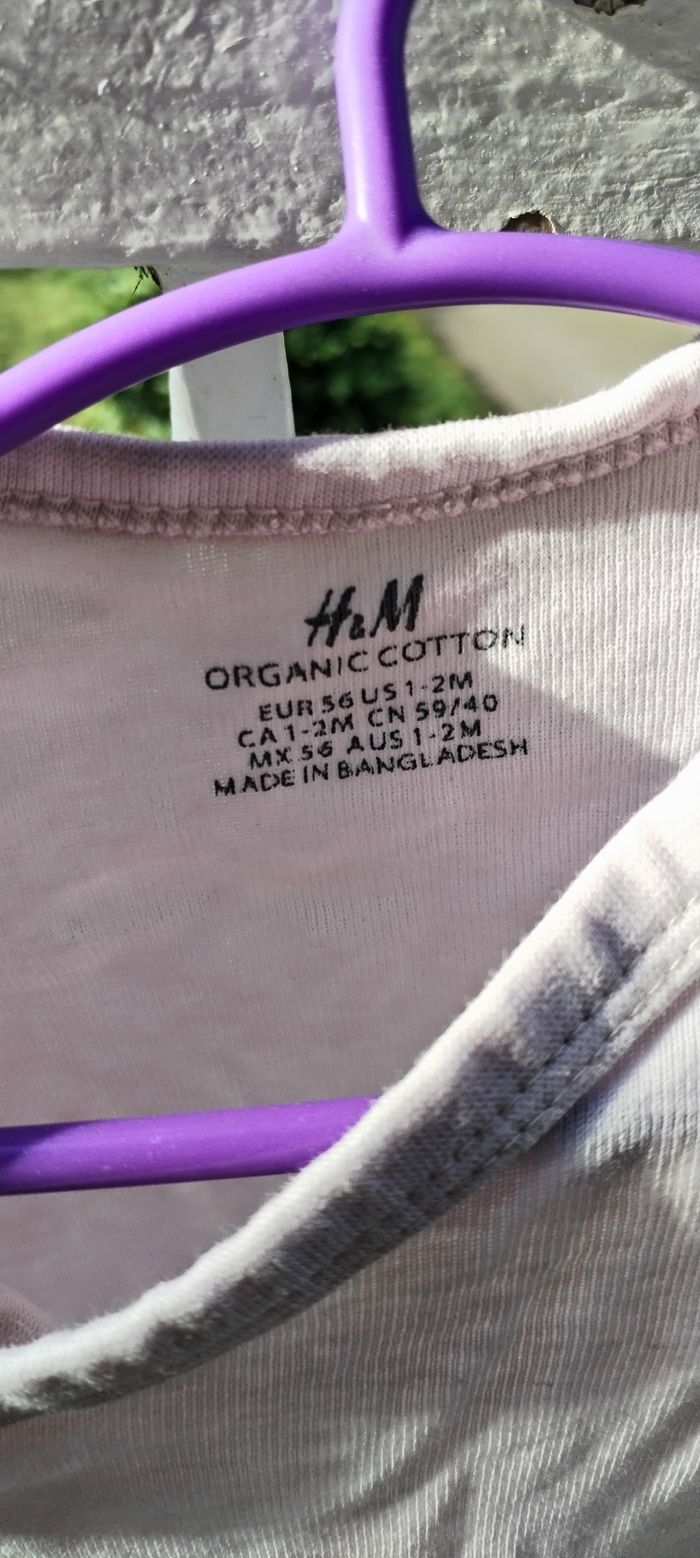 H&M
ORGANIC COTTON
EUR 56 US 1-2M
CA 1-2M CN 59/40
MX 56 AUS 1-2M
MADE IN BANGLADESH